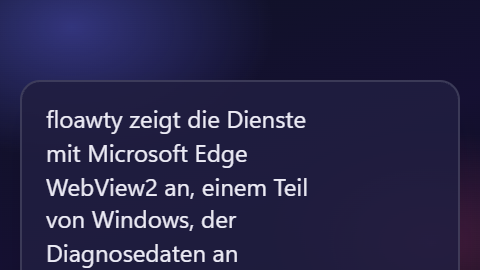 floawty zeigt die Dienste
mit Microsoft Edge
WebView2 an, einem Teil
von Windows, der
Diagnosedaten an